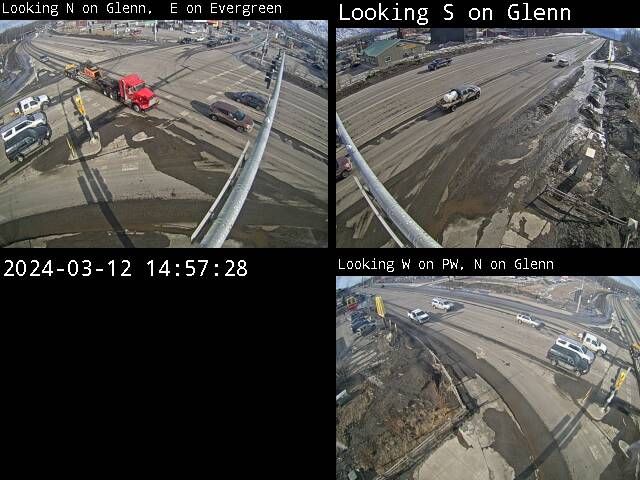 Looking N on Glenn, E on Evergreen
Looking S on Glenn
2024-03-12 14:57:28
Looking W on PW, N on Glenn